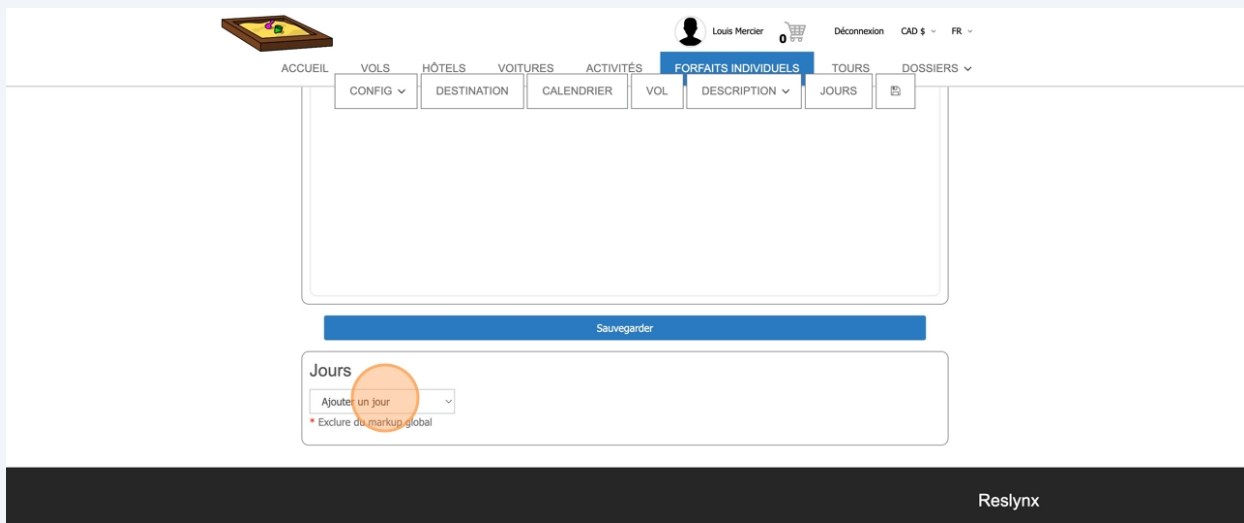 Louis Mercier 0 Déconnexion CAD $ FR
ACCUEIL VOLS HÔTELS VOITURES ACTIVITÉS FORFAITS INDIVIDUELS TOURS DOSSIERS
CONFIG DESTINATION CALENDRIER VOL DESCRIPTION JOURS
Sauvegarder
Jours
Ajouter un jour
* Exclure du markup global
Reslynx